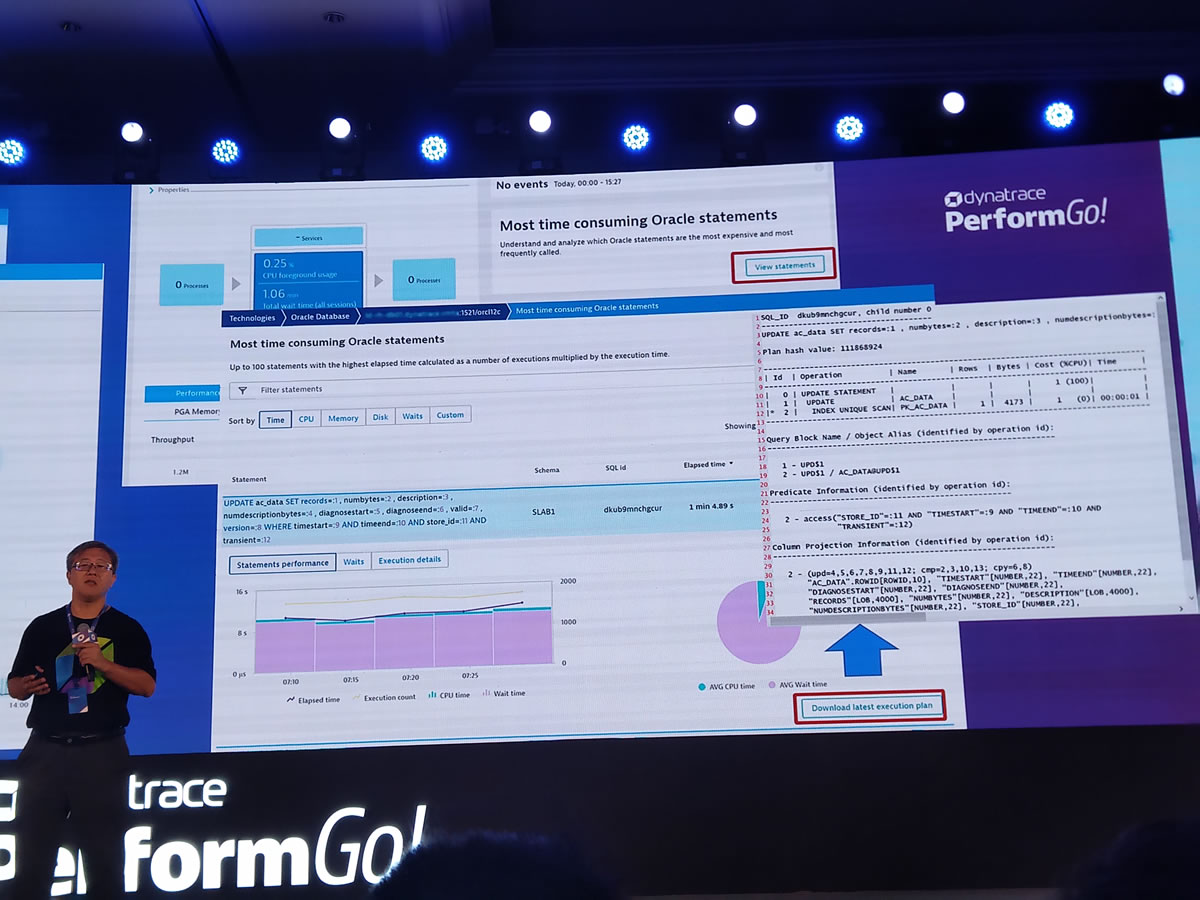 Properties
No events Today, 00:00 - 15:27
Most time consuming Oracle statements
Understand and analyze which Oracle statements are the most expensive and most
frequently called.
View statements
dynatrace
PerformGo!
Services
0.25 %
CPU foreground usage
1.06
Total wait time (all sessions)
0 Processes
0 Processes
Technologies
Oracle Database
:1521/orcl12c
Most time consuming Oracle statements
Most time consuming Oracle statements
Up to 100 statements with the highest elapsed time calculated as a number of executions multiplied by the execution time.
Filter statements
Sort by Time CPU Memory Disk Waits Custom
Showing
Performance
PGA Memory
Throughput
1.2M
14:00
Statement Schema SQL id Elapsed time
UPDATE ac_data SET records=:1 , numbytes=:2 , description=:3 ,
numdescriptionbytes=:4 , diagnosestart=:5 , diagnoseend=:6 , valid=:7 ,
version=:8 WHERE timestart=:9 AND timeend=:10 AND store_id=:11 AND
transient=:12
SLAB1 dkub9mnchgcur 1 min 4.89 s
Statements performance Waits Execution details
16 s
8 s
0 µs
2000
1000
0
07:10 07:15 07:20 07:25
Elapsed time Execution count CPU time Wait time
AVG CPU time AVG Wait time
Download latest execution plan
1 SQL_ID dkub9mnchgcur, child number 0
2 --------------------------------------
3 UPDATE ac_data SET records=:1 , numbytes=:2 , description=:3 , numdescriptionbytes=:
4
5 Plan hash value: 111868924
6
7
8 | Id | Operation | Name | Rows | Bytes | Cost (%CPU)| Time
9
10 | 0 | UPDATE STATEMENT | | | | 1 (100)|
11 | 1 | UPDATE | AC_DATA | | | |
12 |* 2 | INDEX UNIQUE SCAN| PK_AC_DATA | 1 | 4173 | 1 (0)| 00:00:01 |
13
14
15 Query Block Name / Object Alias (identified by operation id):
16
17
18 1 - UPD$1
19 2 - UPD$1 / AC_DATA@UPD$1
20
21 Predicate Information (identified by operation id):
22
23
24 2 - access("STORE_ID"=:11 AND "TIMESTART"=:9 AND "TIMEEND"=:10 AND
25 "TRANSIENT"=:12)
26
27 Column Projection Information (identified by operation id):
28
29
30 2 - (upd=4,5,6,7,8,9,11,12; cmp=2,3,10,13; cpy=6,8)
31 "AC_DATA".ROWID[ROWID,10], "TIMESTART"[NUMBER,22], "TIMEEND"[NUMBER,22],
32 "DIAGNOSESTART"[NUMBER,22], "DIAGNOSEEND"[NUMBER,22],
33 "RECORDS"[LOB,4000], "NUMBYTES"[NUMBER,22], "DESCRIPTION"[LOB,4000],
34 "NUMDESCRIPTIONBYTES"[NUMBER,22], "STORE_ID"[NUMBER,22],
trace
formGo!